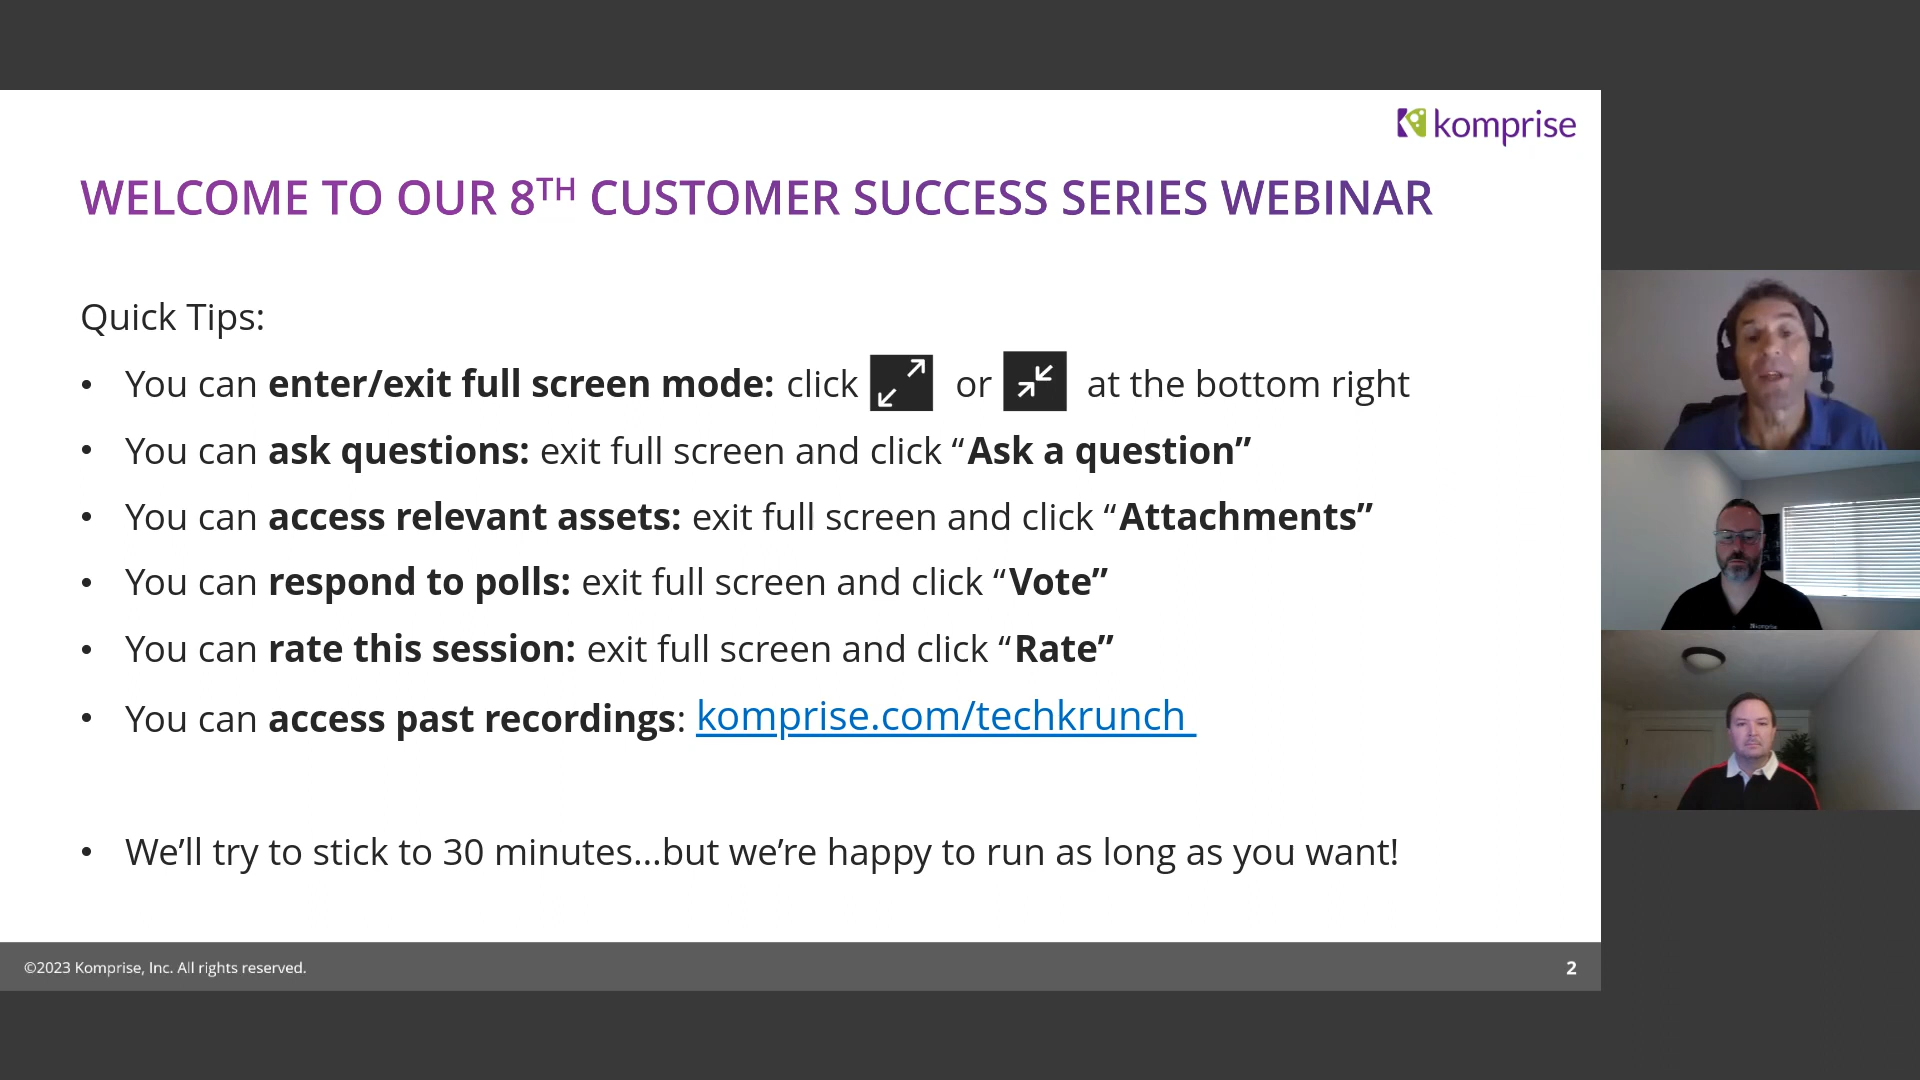 komprise
WELCOME TO OUR 8TH CUSTOMER SUCCESS SERIES WEBINAR
Quick Tips:
• You can enter/exit full screen mode: click or at the bottom right
• You can ask questions: exit full screen and click “Ask a question”
• You can access relevant assets: exit full screen and click “Attachments”
• You can respond to polls: exit full screen and click “Vote”
• You can rate this session: exit full screen and click “Rate”
• You can access past recordings: komprise.com/techkrunch
• We’ll try to stick to 30 minutes…but we’re happy to run as long as you want!
©2023 Komprise, Inc. All rights reserved.
2
komprise